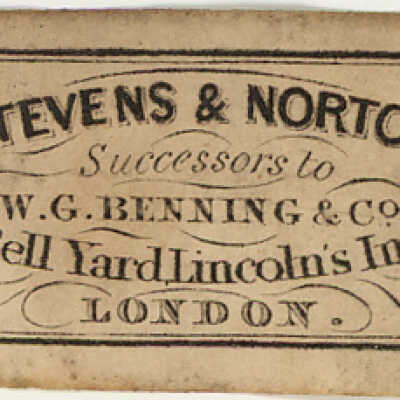 TEVENS & NORTO
Successors to
W. G. BENNING & Co
ell Yard, Lincoln's In
LONDON.